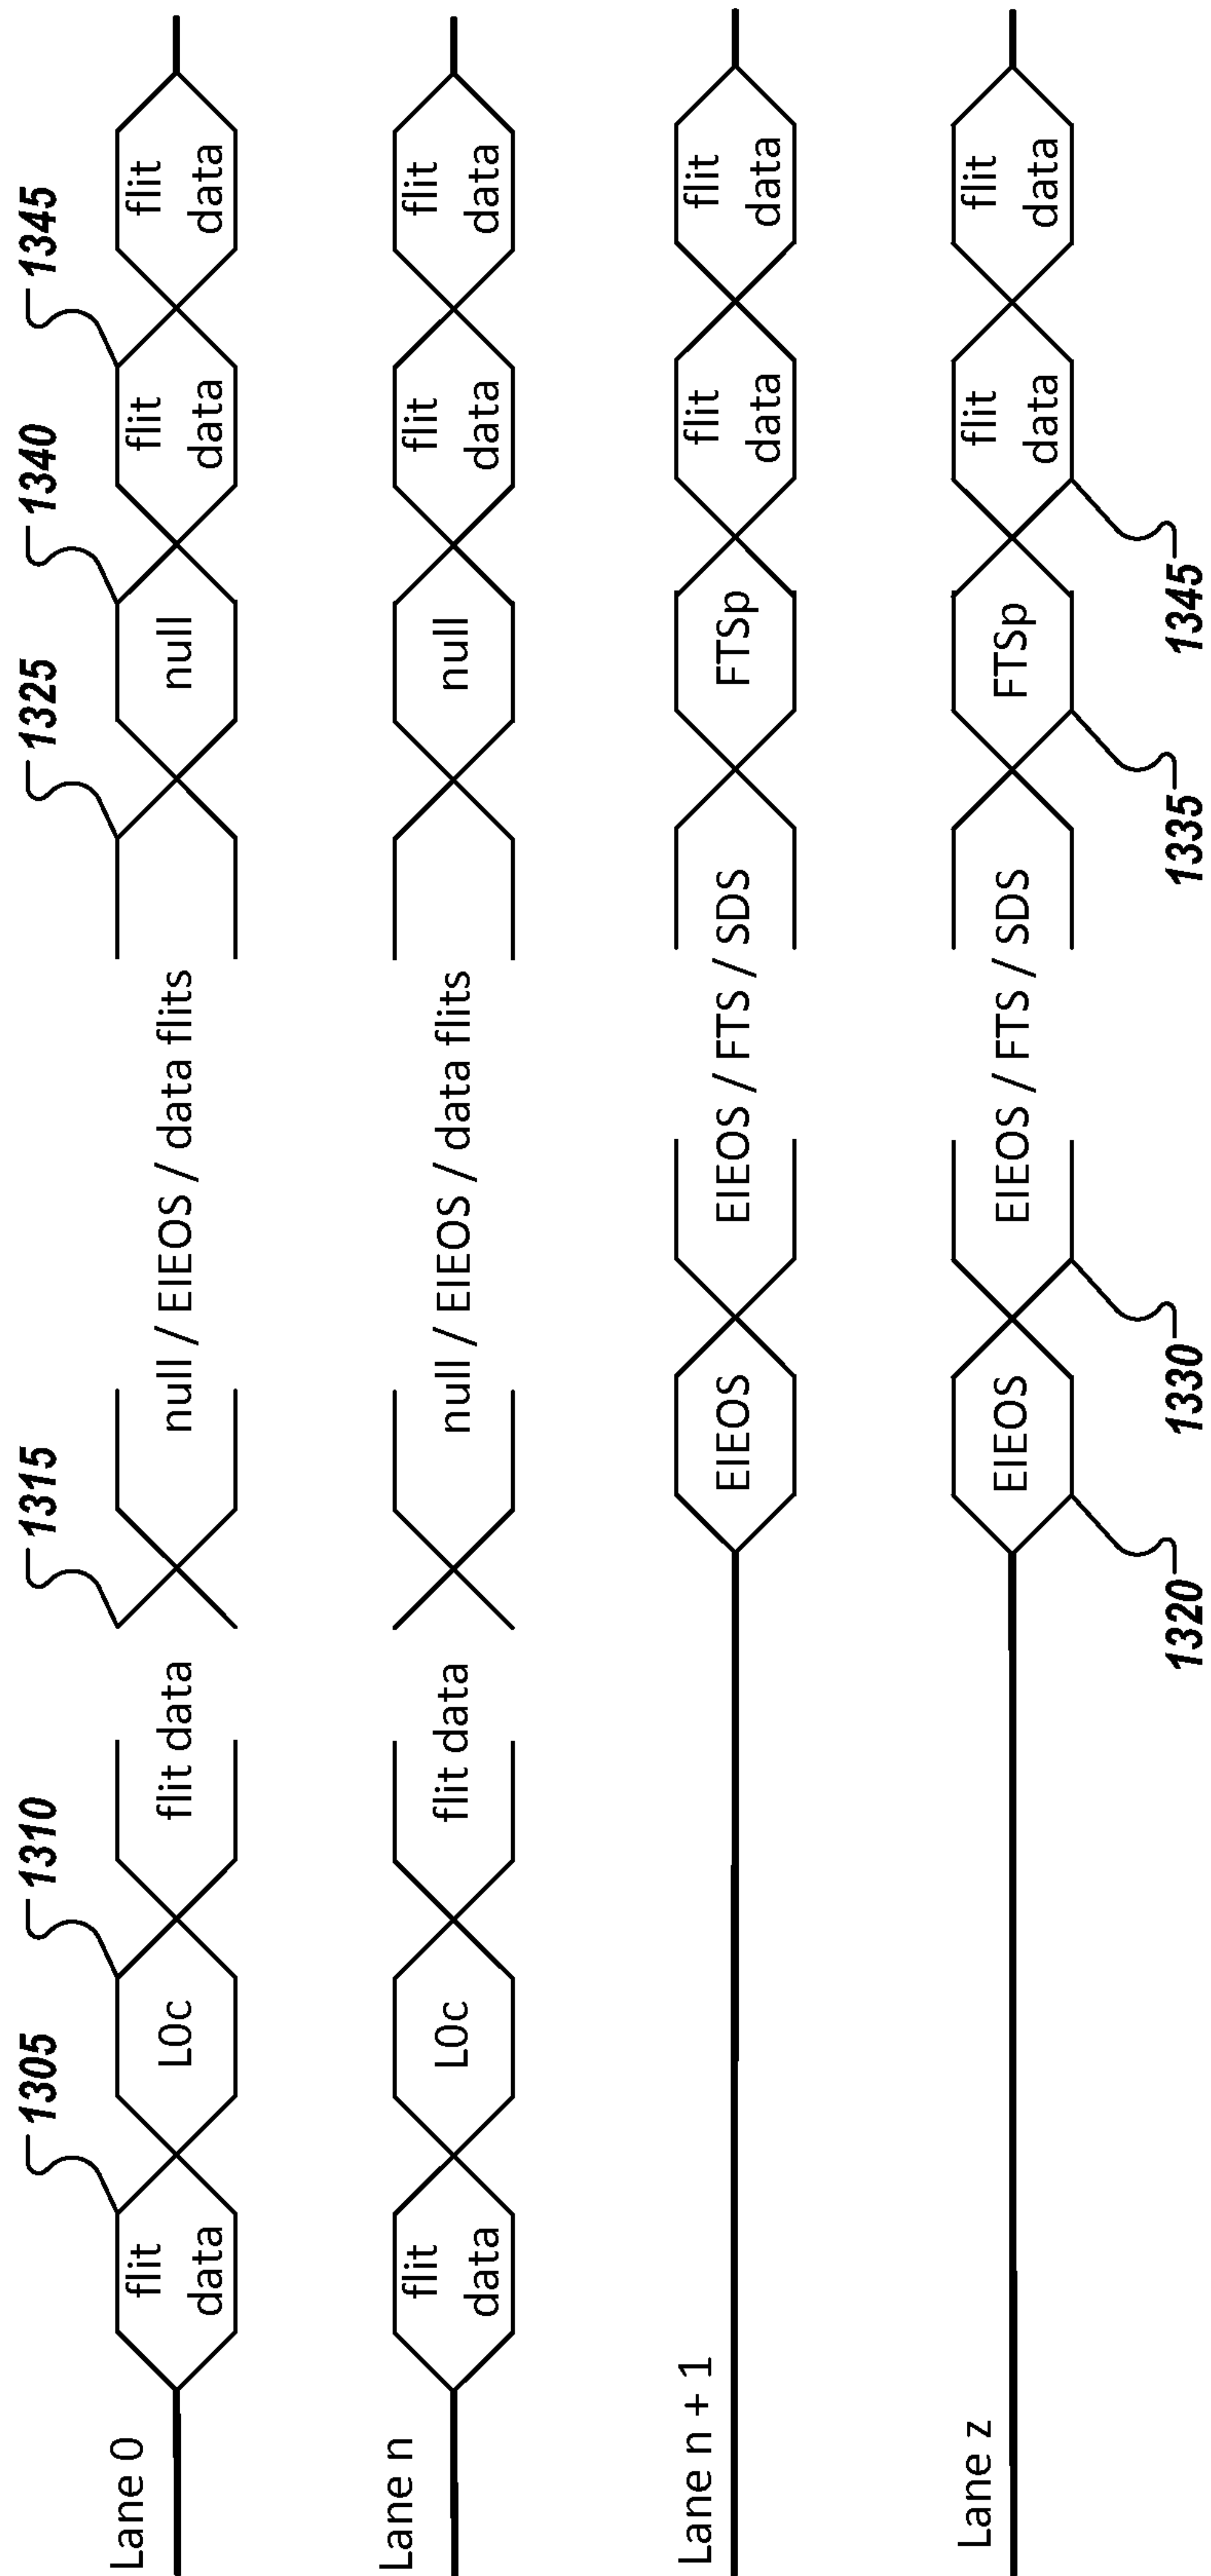 1305
1310
1315
1325
1340
1345
Lane 0
flit
data
L0c
flit data
null / EIEOS / data flits
null
flit
data
flit
data
Lane n
flit
data
L0c
flit data
null / EIEOS / data flits
null
flit
data
flit
data
Lane n + 1
EIEOS
EIEOS / FTS / SDS
FTSp
flit
data
flit
data
Lane z
EIEOS
EIEOS / FTS / SDS
FTSp
flit
data
flit
data
1320
1330
1335
1345